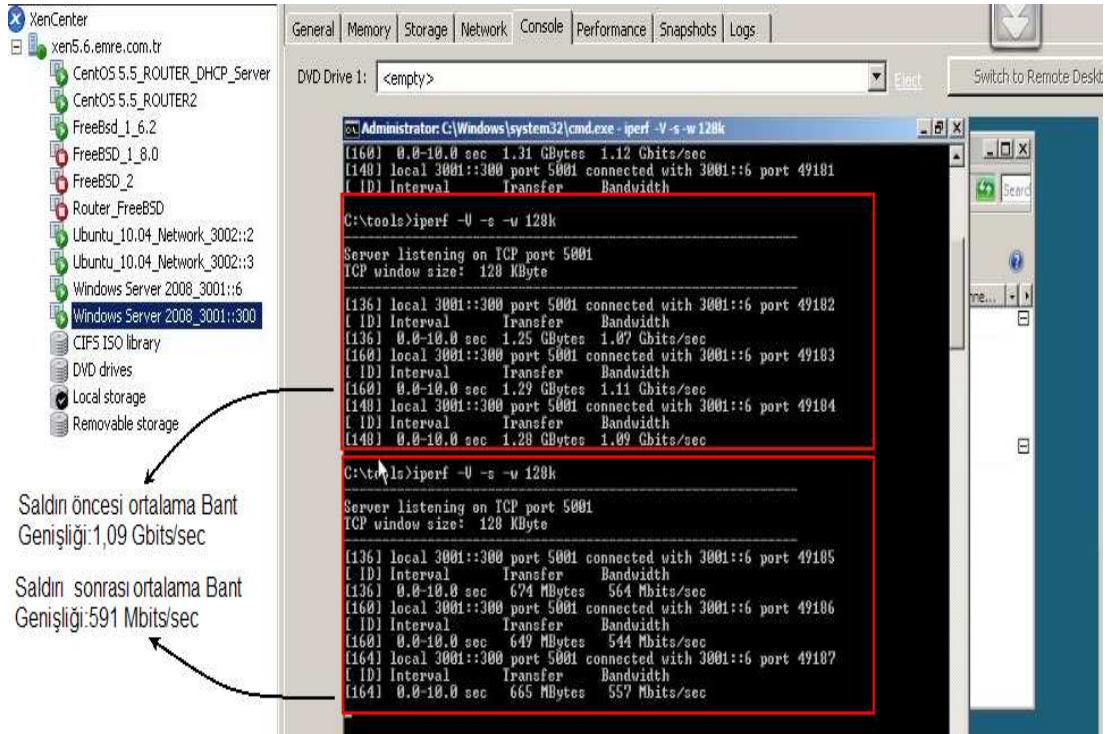 XenCenter
xen5.6.emre.com.tr
CentOS 5.5_ROUTER_DHCP_Server
CentOS 5.5_ROUTER2
FreeBsd_1_6.2
FreeBSD_1_8.0
FreeBSD_2
Router_FreeBSD
Ubuntu_10.04_Network_3002::2
Ubuntu_10.04_Network_3002::3
Windows Server 2008_3001::6
Windows Server 2008_3001::300
CIFS ISO library
DVD drives
Local storage
Removable storage
Saldırı öncesi ortalama Bant
Genişliği:1,09 Gbits/sec
Saldırı sonrası ortalama Bant
Genişliği:591 Mbits/sec
General Memory Storage Network Console Performance Snapshots Logs
DVD Drive 1: <empty> Eject Switch to Remote Deskt
Administrator: C:\Windows\system32\cmd.exe - iperf -V -s -w 128k
[160] 0.0-10.0 sec 1.31 GBytes 1.12 Gbits/sec
[148] local 3001::300 port 5001 connected with 3001::6 port 49181
[ ID] Interval Transfer Bandwidth
C:\tools>iperf -V -s -w 128k
------------------------------------------------------------
Server listening on TCP port 5001
TCP window size: 128 KByte
------------------------------------------------------------
[136] local 3001::300 port 5001 connected with 3001::6 port 49182
[ ID] Interval Transfer Bandwidth
[136] 0.0-10.0 sec 1.25 GBytes 1.07 Gbits/sec
[160] local 3001::300 port 5001 connected with 3001::6 port 49183
[ ID] Interval Transfer Bandwidth
[160] 0.0-10.0 sec 1.29 GBytes 1.11 Gbits/sec
[148] local 3001::300 port 5001 connected with 3001::6 port 49184
[ ID] Interval Transfer Bandwidth
[148] 0.0-10.0 sec 1.28 GBytes 1.09 Gbits/sec
C:\tools>iperf -V -s -w 128k
------------------------------------------------------------
Server listening on TCP port 5001
TCP window size: 128 KByte
------------------------------------------------------------
[136] local 3001::300 port 5001 connected with 3001::6 port 49185
[ ID] Interval Transfer Bandwidth
[136] 0.0-10.0 sec 674 MBytes 564 Mbits/sec
[160] local 3001::300 port 5001 connected with 3001::6 port 49186
[ ID] Interval Transfer Bandwidth
[160] 0.0-10.0 sec 649 MBytes 544 Mbits/sec
[164] local 3001::300 port 5001 connected with 3001::6 port 49187
[ ID] Interval Transfer Bandwidth
[164] 0.0-10.0 sec 665 MBytes 557 Mbits/sec
Searc
ne...